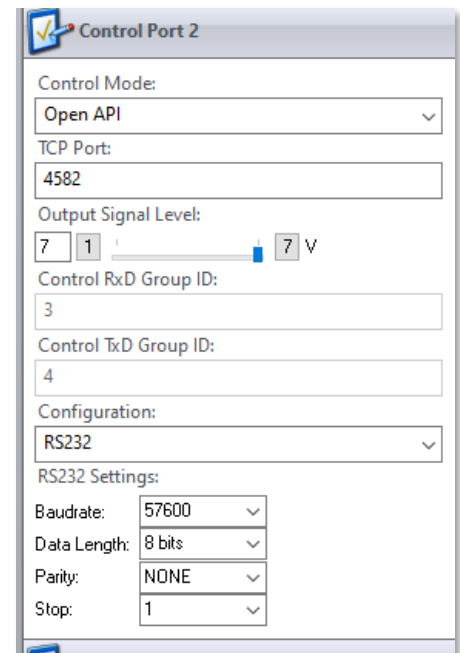 Control Port 2
Control Mode:
Open API
TCP Port:
4582
Output Signal Level:
7 1 7 V
Control RxD Group ID:
3
Control TxD Group ID:
4
Configuration:
RS232
RS232 Settings:
Baudrate: 57600
Data Length: 8 bits
Parity: NONE
Stop: 1